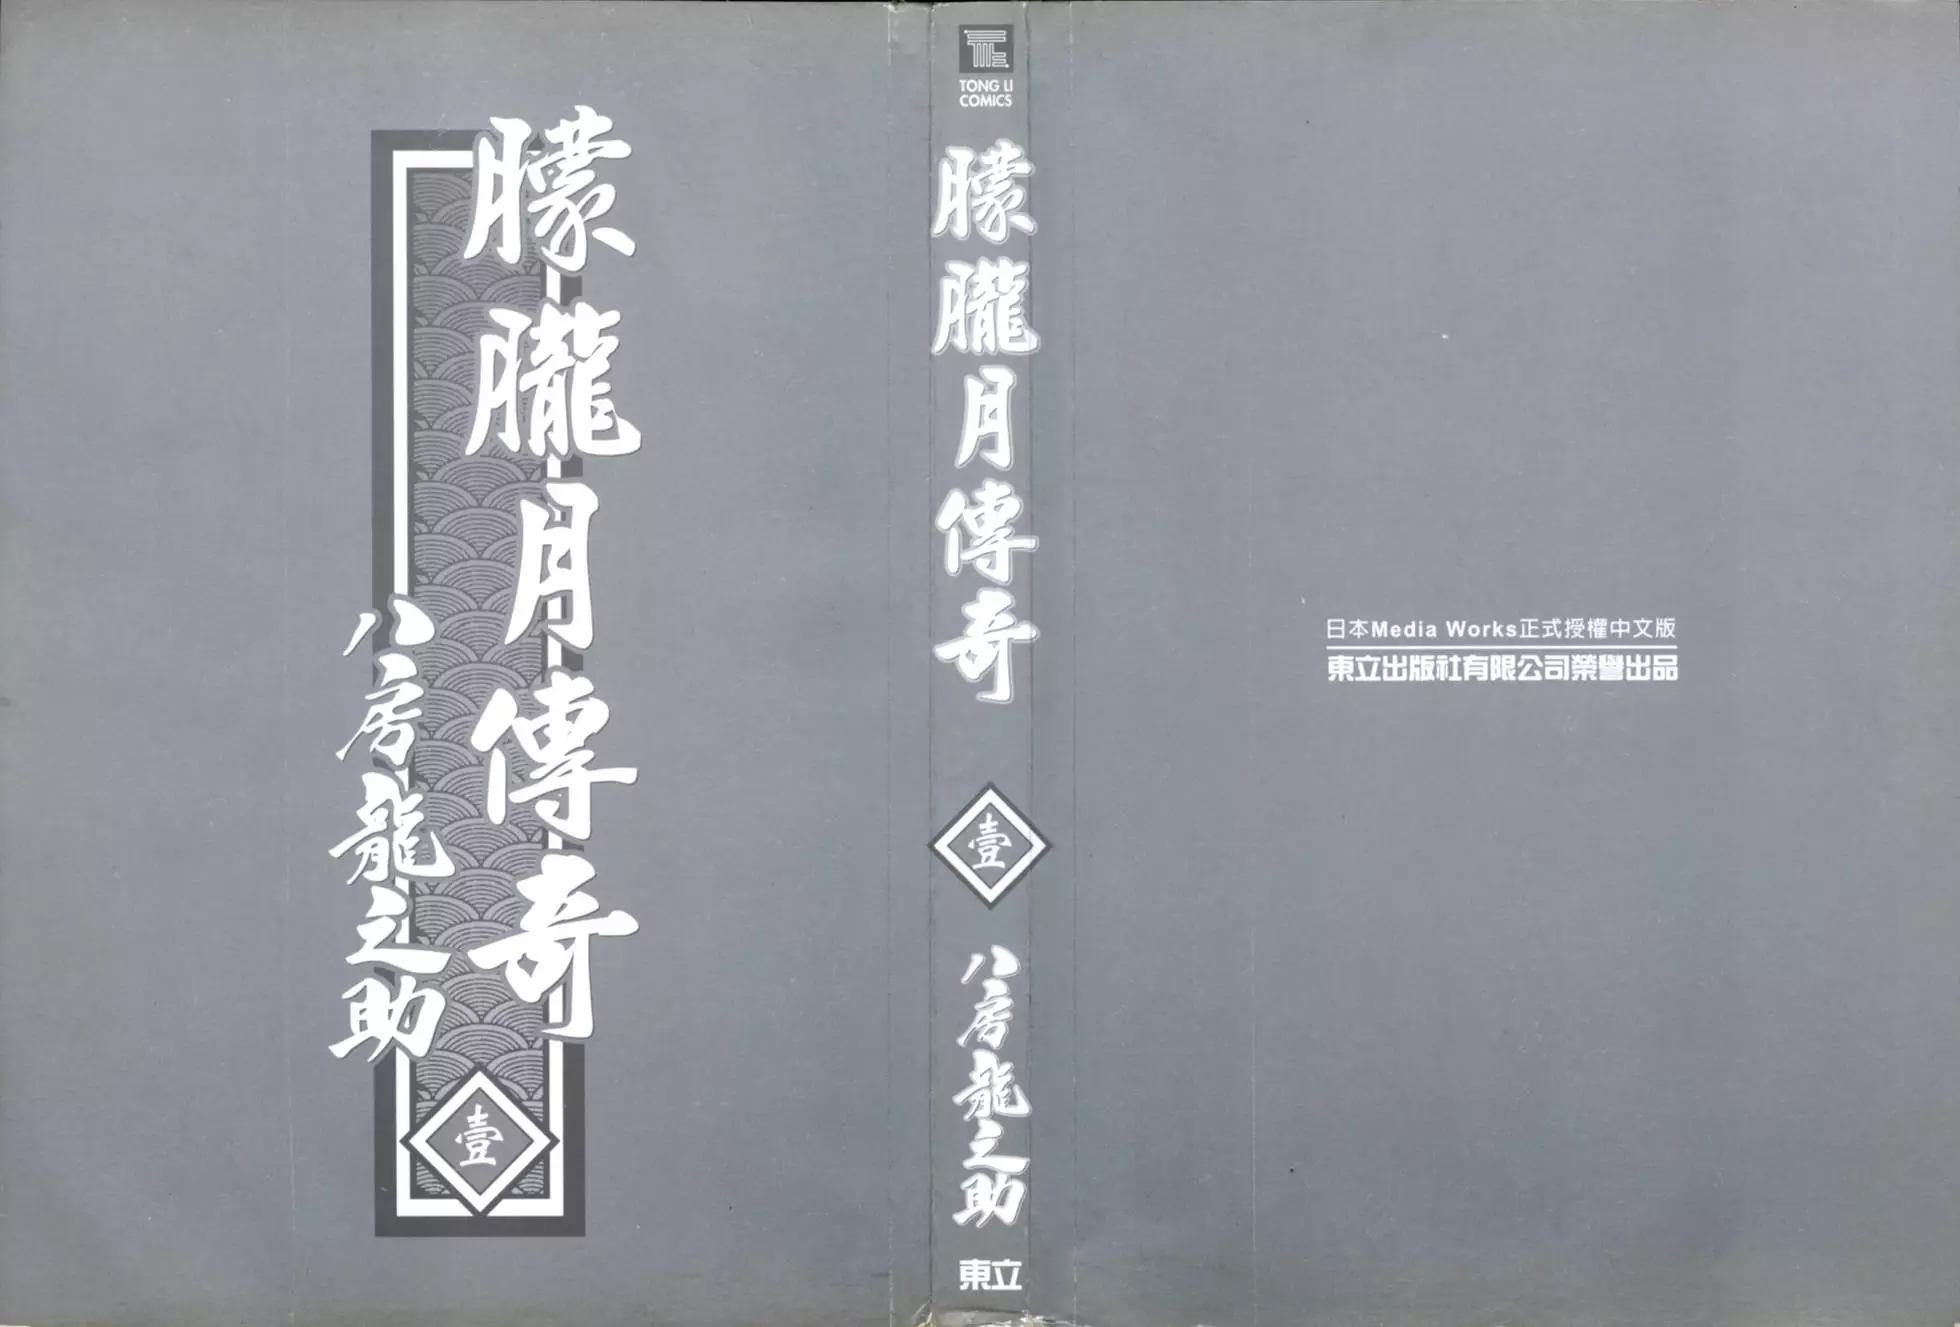 朦朧月傳奇
八房龍之助
壹
TONG LI
COMICS
朦朧月傳奇
壹
八房龍之助
東立
日本Media Works正式授權中文版
東立出版社有限公司榮譽出品